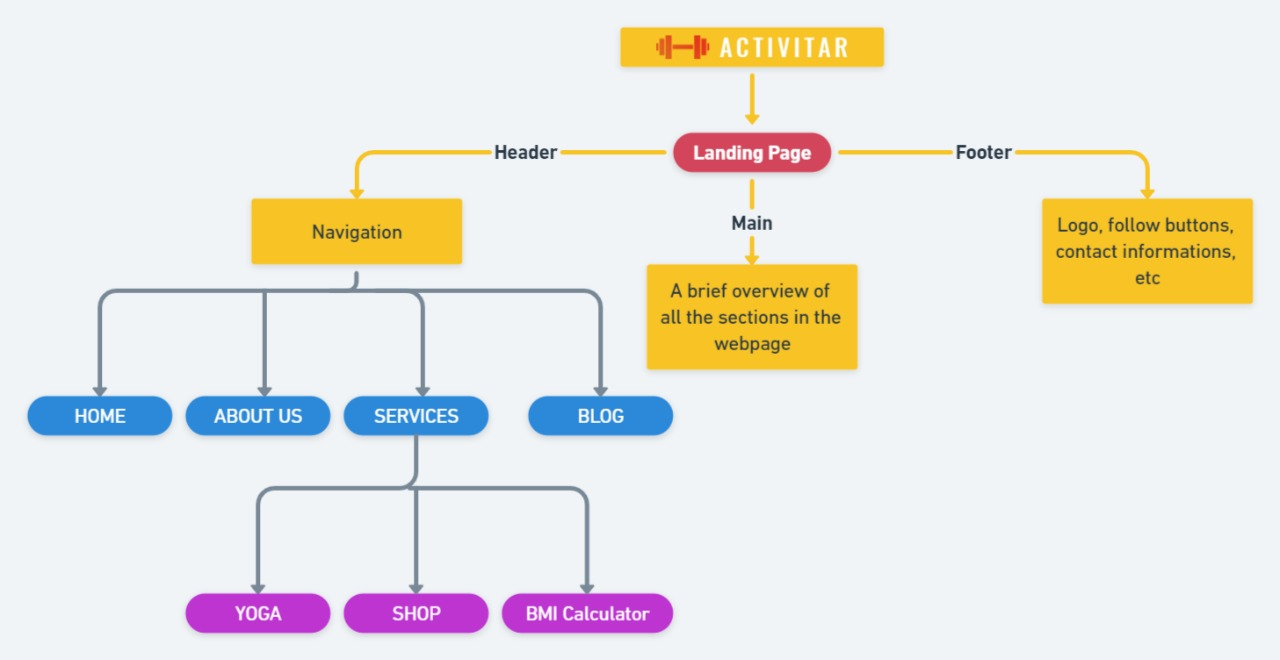 ACTIVITAR
Header
Landing Page
Footer
Navigation
Main
Logo, follow buttons,
contact informations,
etc
A brief overview of
all the sections in the
webpage
HOME
ABOUT US
SERVICES
BLOG
YOGA
SHOP
BMI Calculator